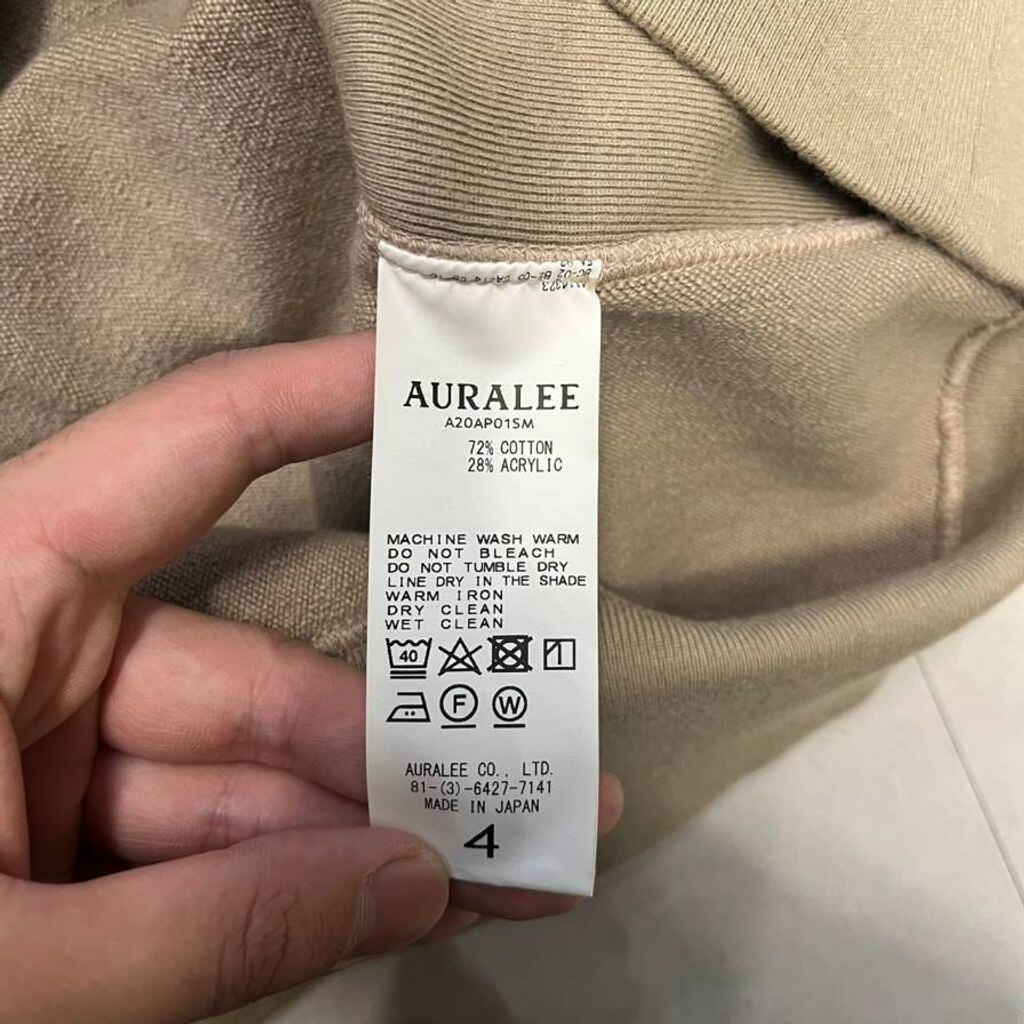 AURALEE
A20AP01SM
72% COTTON
28% ACRYLIC
MACHINE WASH WARM
DO NOT BLEACH
DO NOT TUMBLE DRY
LINE DRY IN THE SHADE
WARM IRON
DRY CLEAN
WET CLEAN
40
F W
AURALEE CO., LTD.
81-(3)-6427-7141
MADE IN JAPAN
4